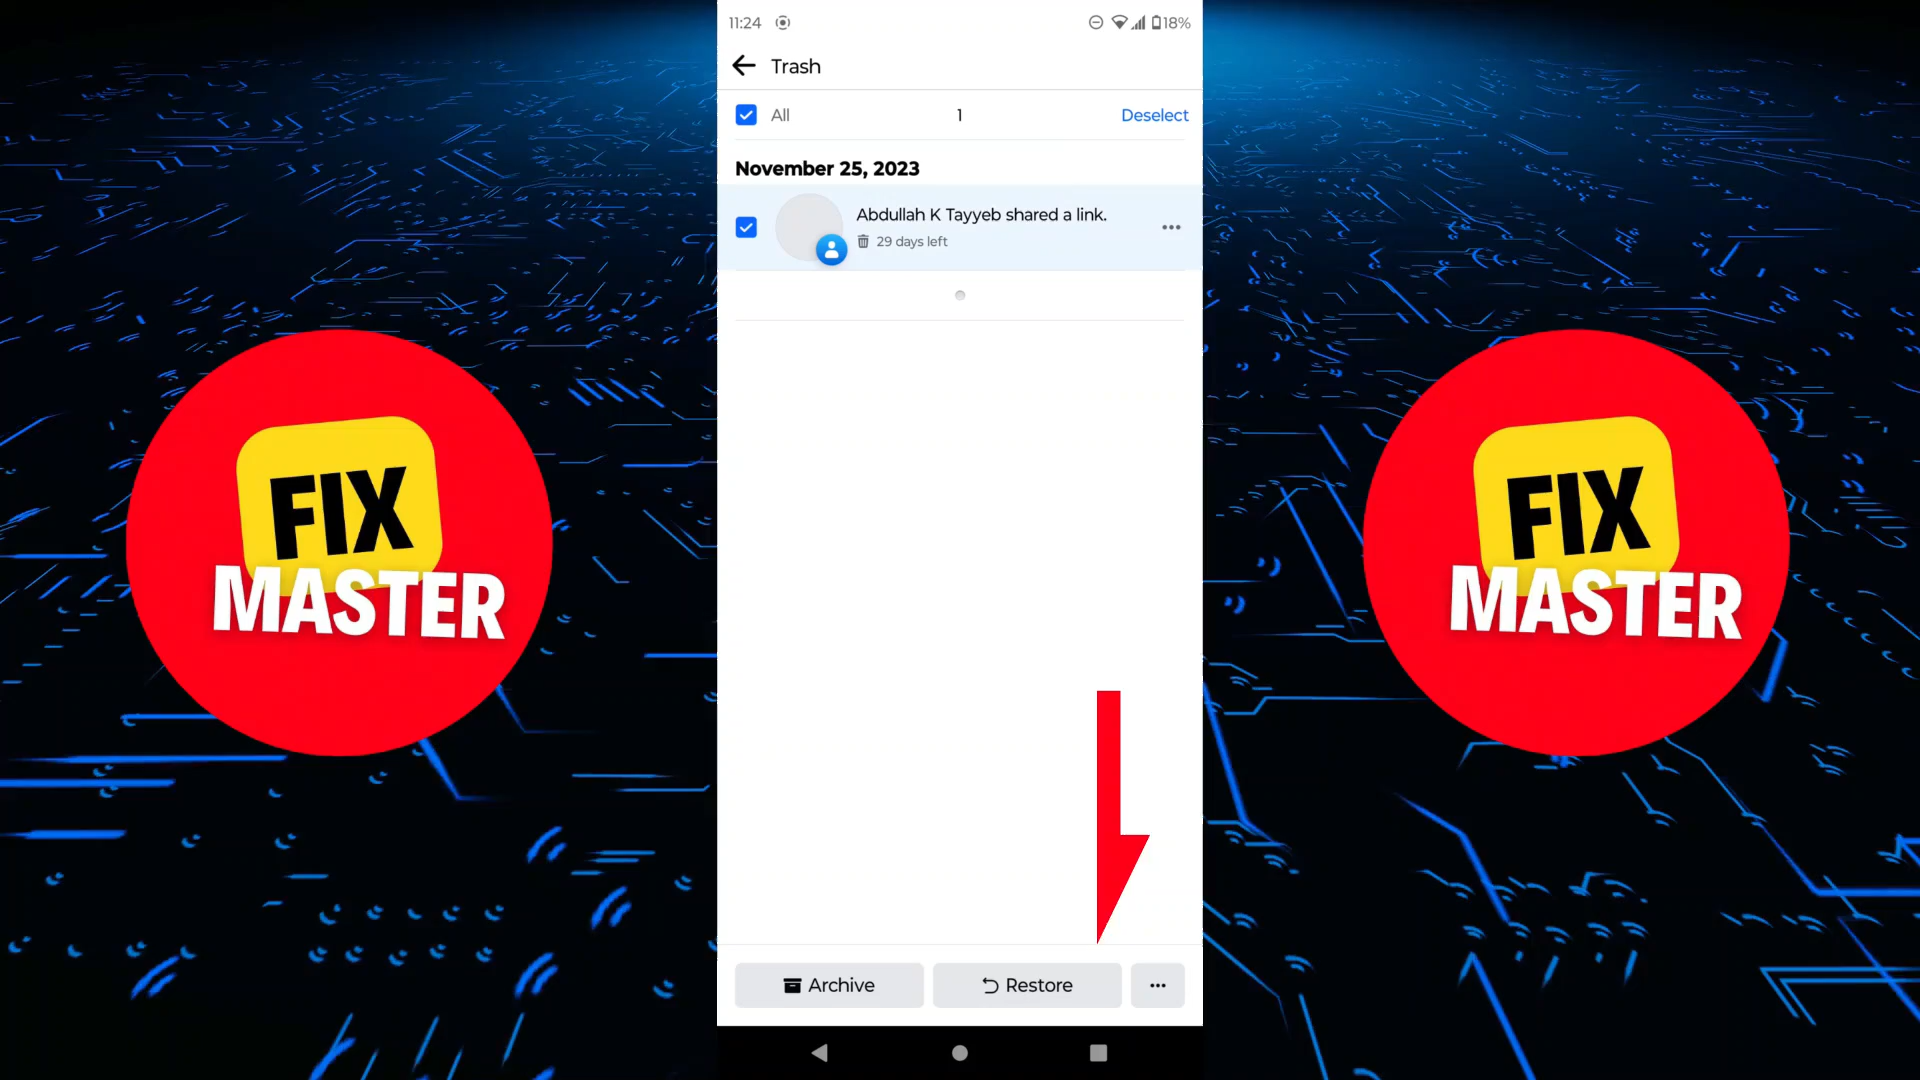 11:24
18%
Trash
All
1
Deselect
November 25, 2023
Abdullah K Tayyeb shared a link.
29 days left
FIX
MASTER
FIX
MASTER
Archive
Restore